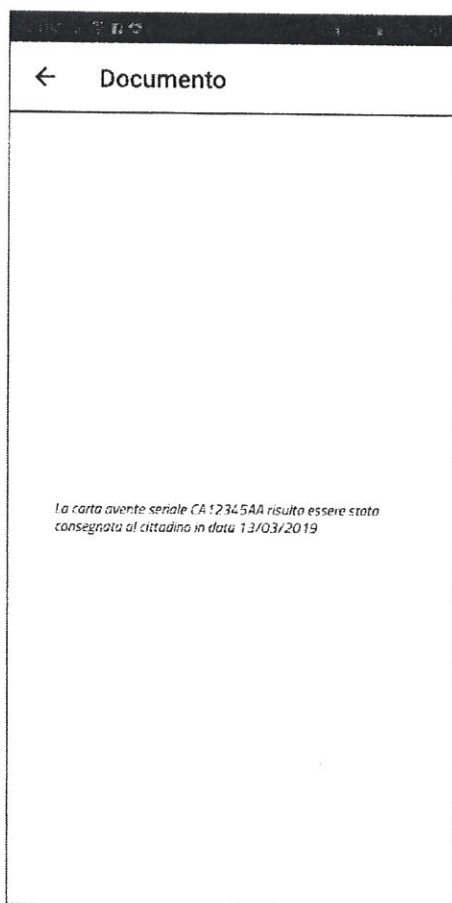 Documento
La carta avente seriale CA12345AA risulta essere stata
consegnata al cittadino in data 13/03/2019